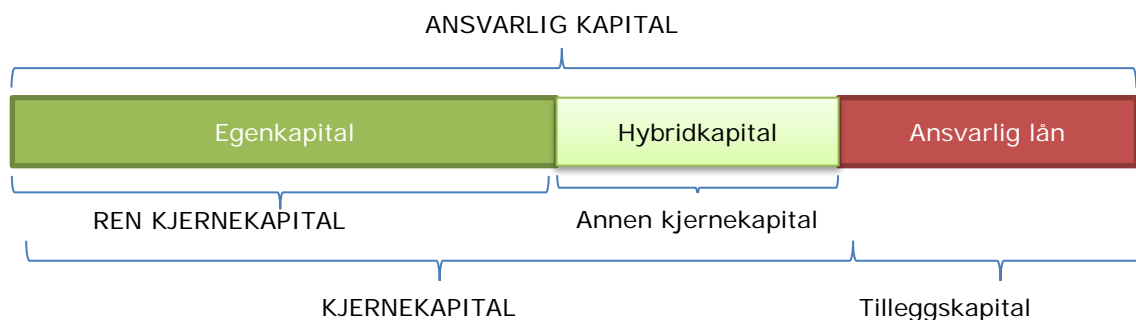 ANSVARLIG KAPITAL
Egenkapital
Hybridkapital
Ansvarlig lån
REN KJERNEKAPITAL
Annen kjernekapital
KJERNEKAPITAL
Tilleggskapital